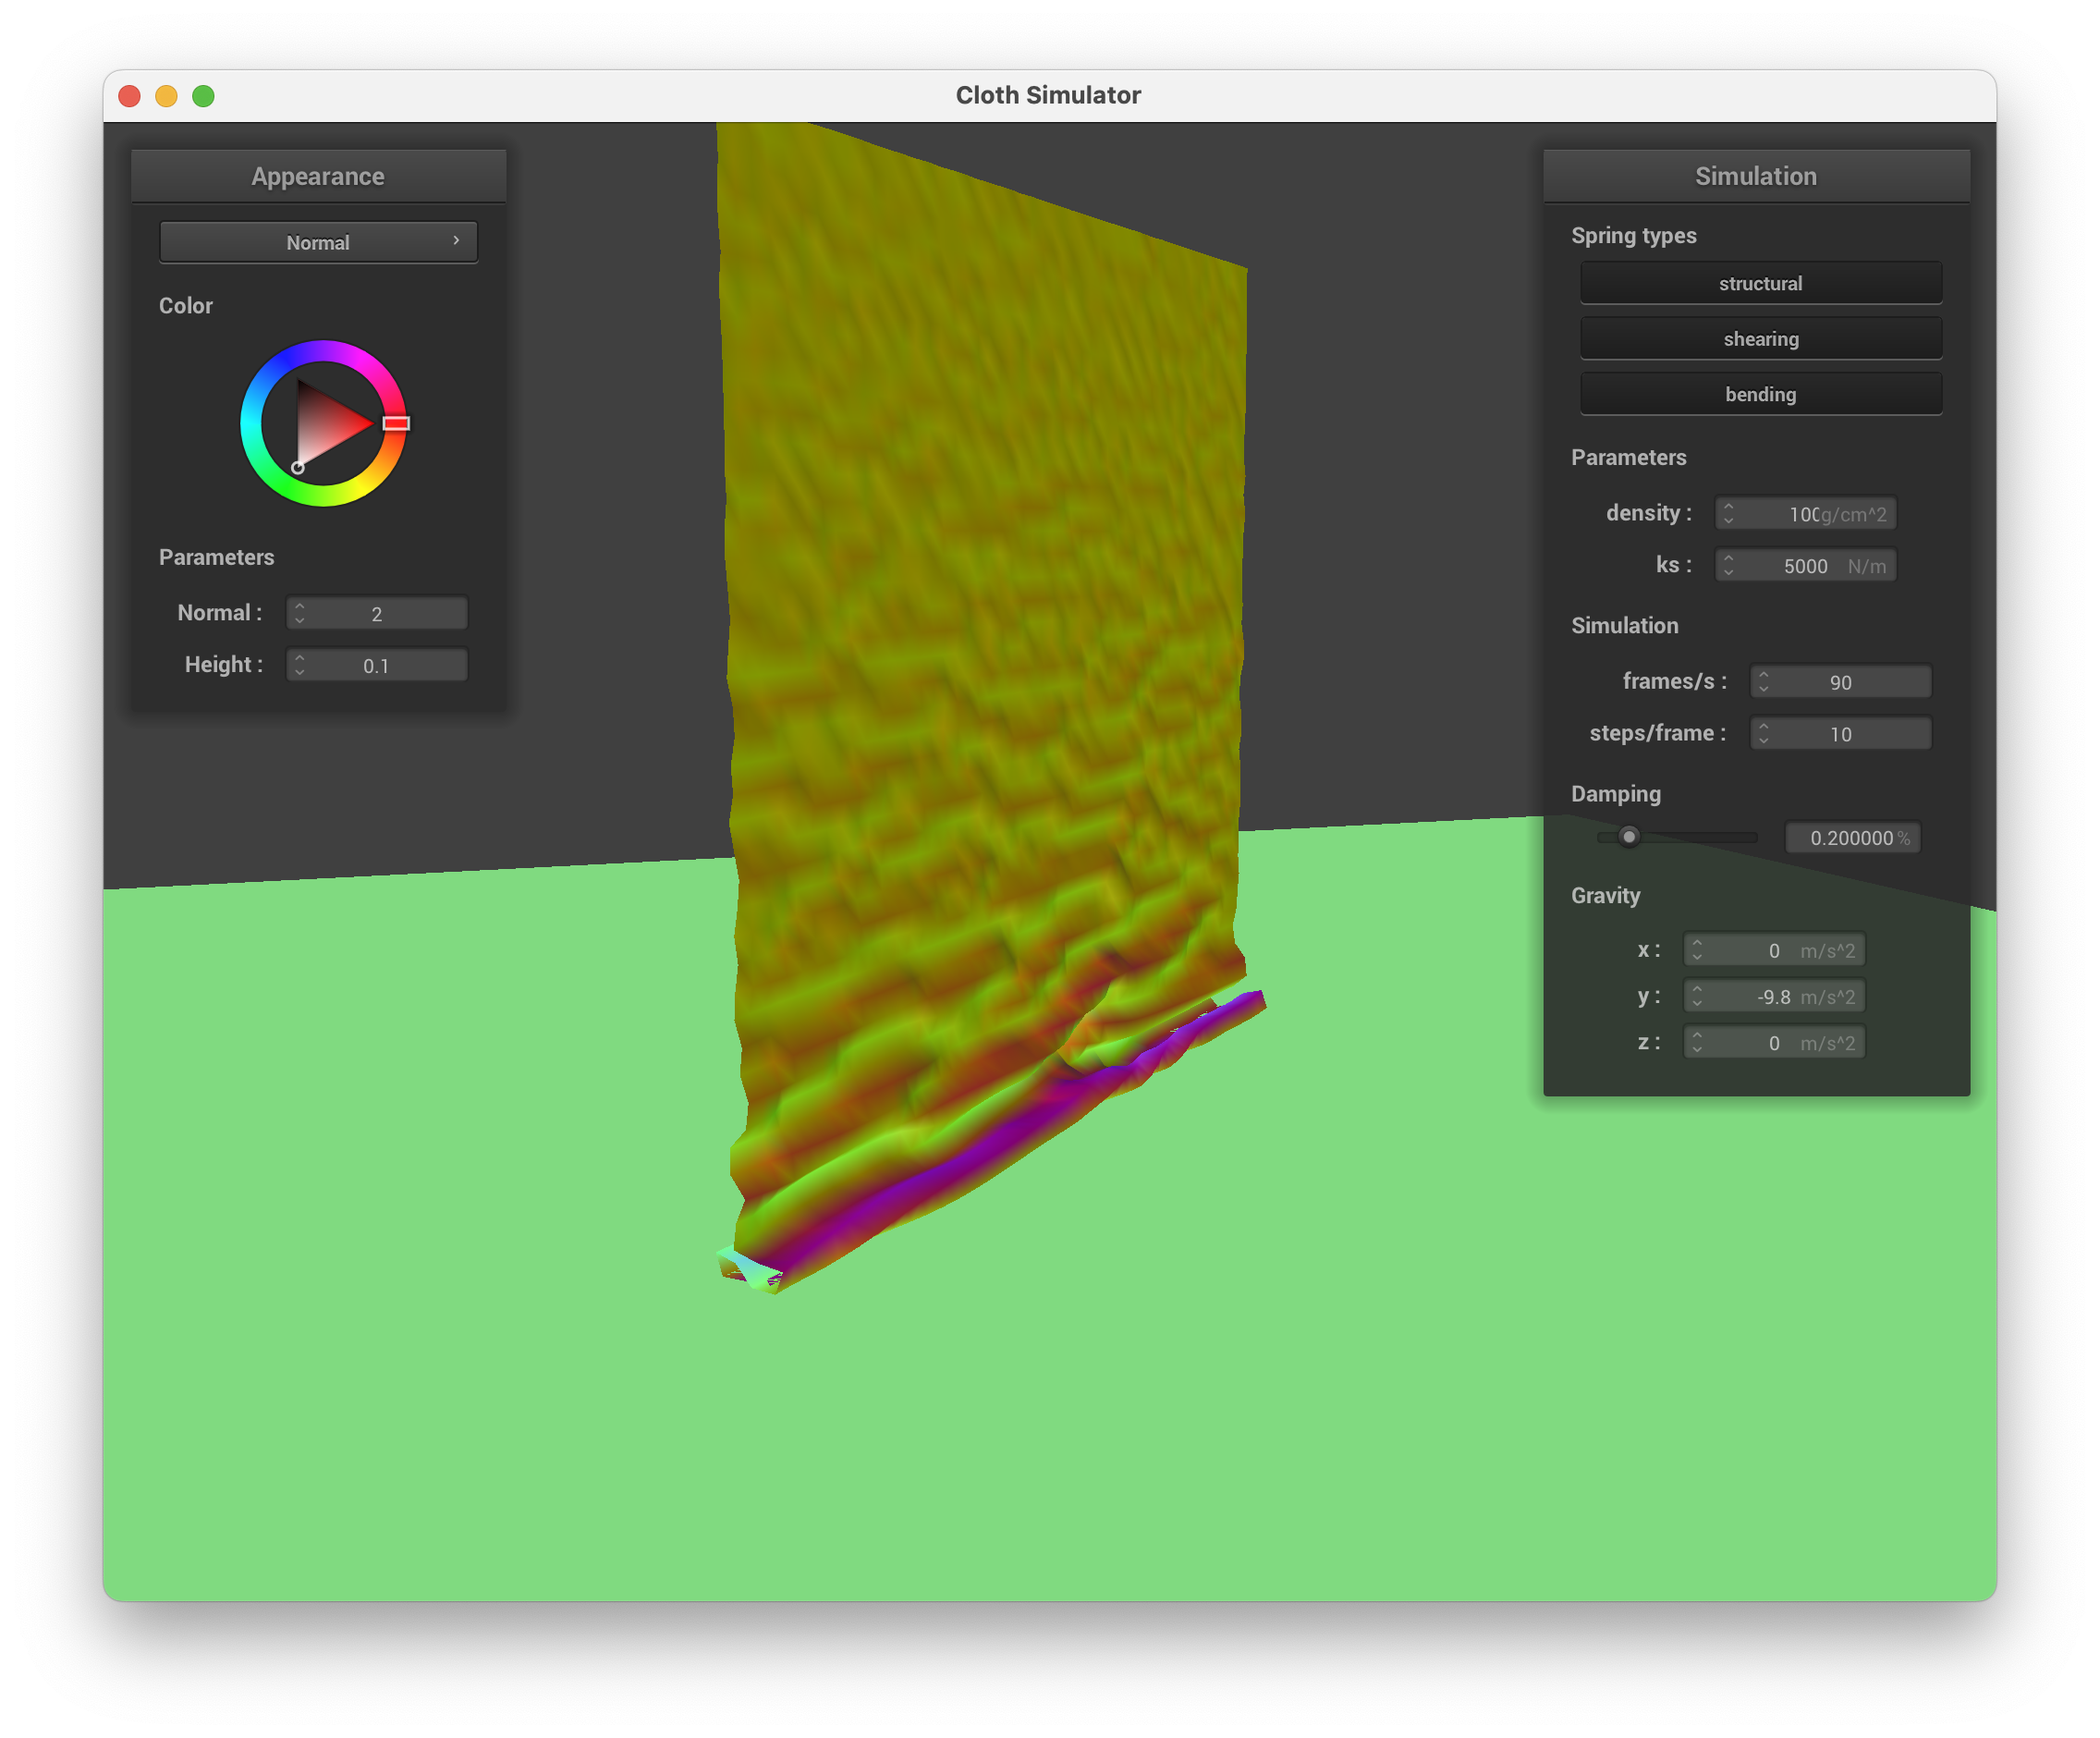 Cloth Simulator
Appearance
Normal
Color
Parameters
Normal : 2
Height : 0.1
Simulation
Spring types
structural
shearing
bending
Parameters
density : 100 g/cm^2
ks : 5000 N/m
Simulation
frames/s : 90
steps/frame : 10
Damping
0.200000 %
Gravity
x : 0 m/s^2
y : -9.8 m/s^2
z : 0 m/s^2